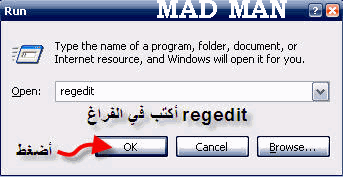 Run
MAD MAN
Type the name of a program, folder, document, or
Internet resource, and Windows will open it for you.
Open: regedit
أكتب في الفراغ regedit
أضغط
OK Cancel Browse...